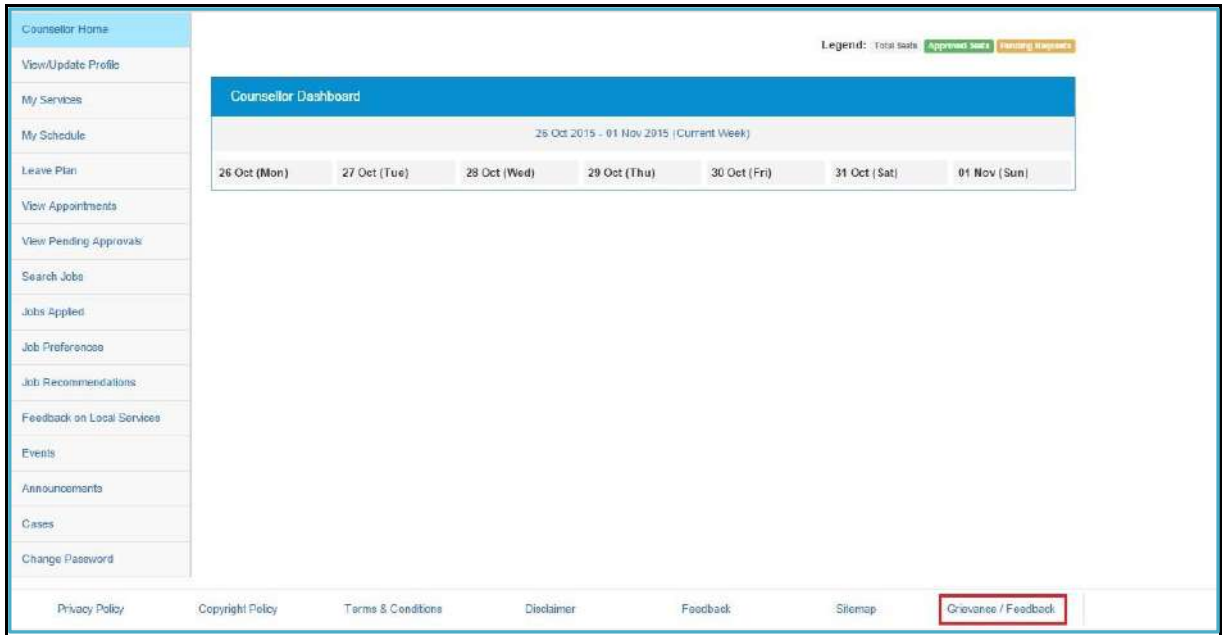 Counsellor Home
Legend: Total Seats Approved Seats Pending Requests
View/Update Profile
My Services
Counsellor Dashboard
My Schedule
26 Oct 2015 - 01 Nov 2015 (Current Week)
Leave Plan
26 Oct (Mon) 27 Oct (Tue) 28 Oct (Wed) 29 Oct (Thu) 30 Oct (Fri) 31 Oct (Sat) 01 Nov (Sun)
View Appointments
View Pending Approvals
Search Jobs
Jobs Applied
Job Preferences
Job Recommendations
Feedback on Local Services
Events
Announcements
Cases
Change Password
Privacy Policy Copyright Policy Terms & Conditions Disclaimer Feedback Sitemap Grievance / Feedback